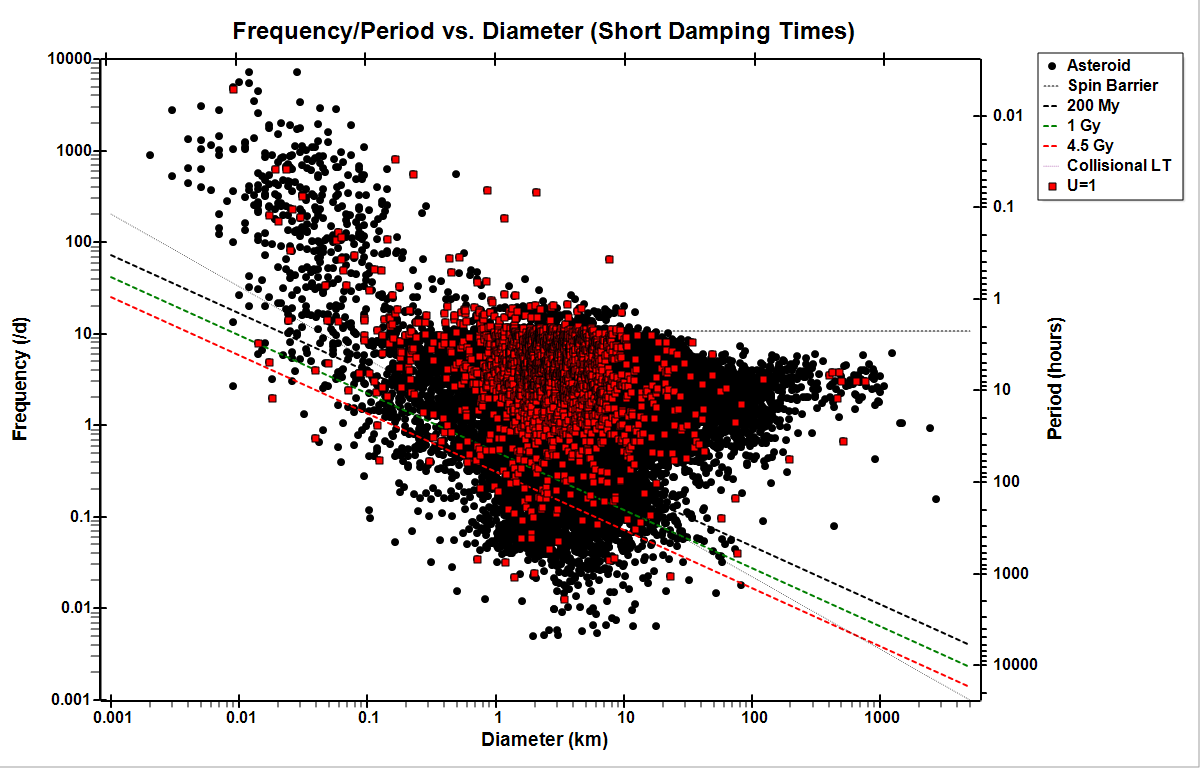 Frequency/Period vs. Diameter (Short Damping Times)
Asteroid
Spin Barrier
200 My
1 Gy
4.5 Gy
Collisional LT
U=1
10000
1000
100
10
1
0.1
0.01
0.001
Frequency (/d)
0.01
0.1
1
10
100
1000
10000
Period (hours)
0.001
0.01
0.1
1
10
100
1000
Diameter (km)